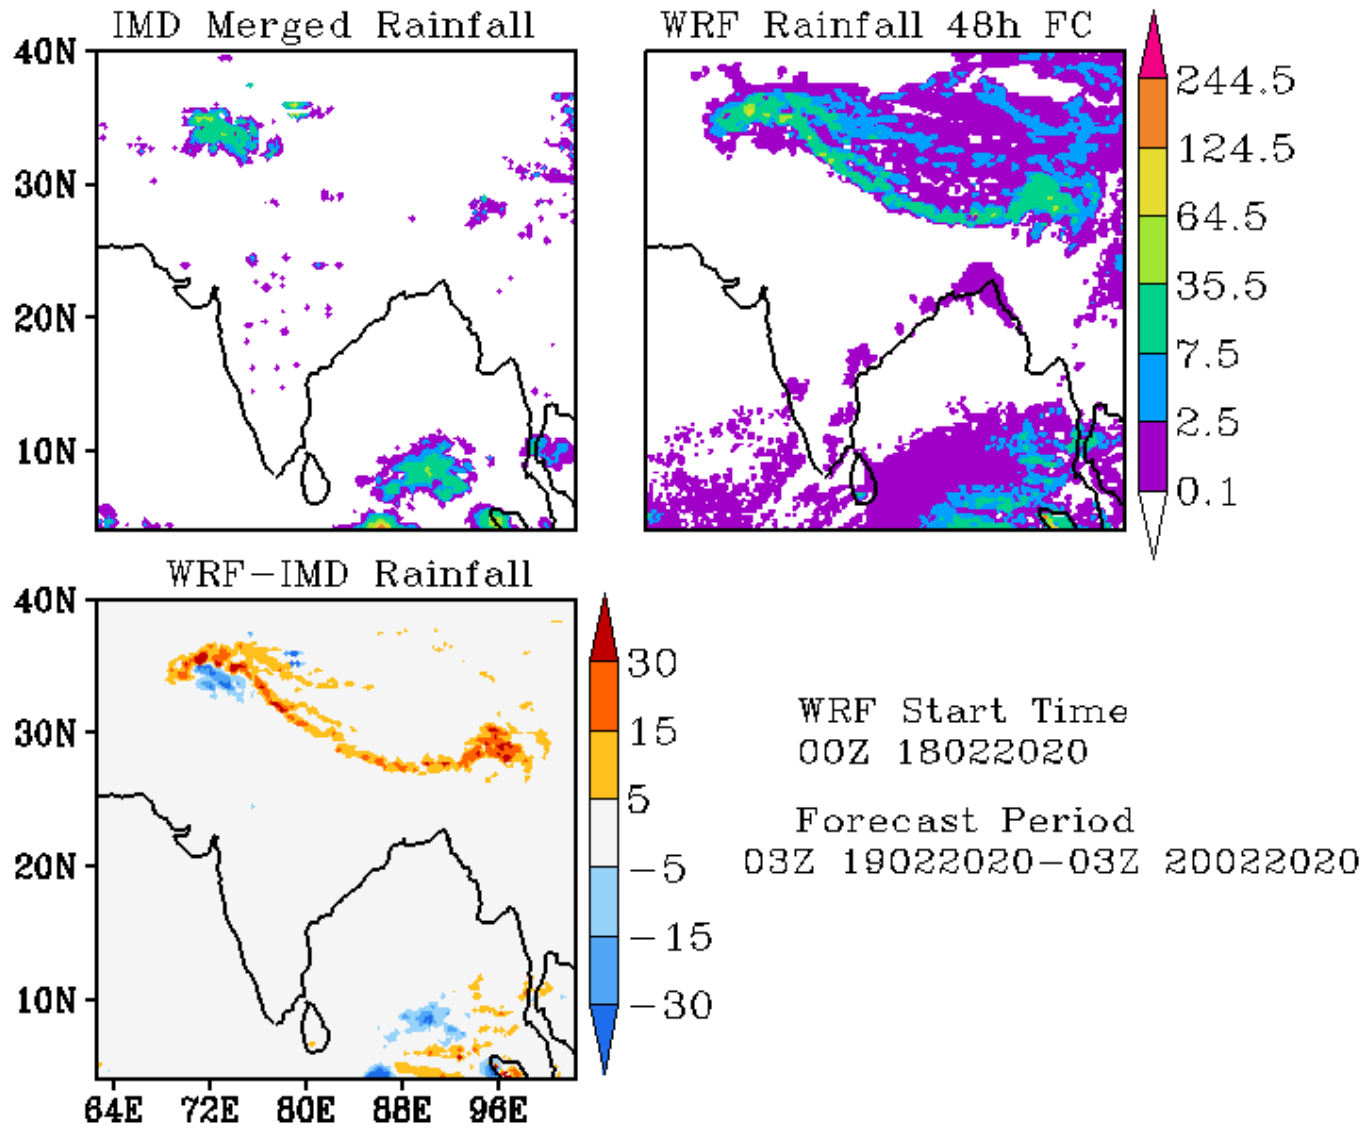 IMD Merged Rainfall
WRF Rainfall 48h FC
40N
30N
20N
10N
244.5
124.5
64.5
35.5
7.5
2.5
0.1
WRF-IMD Rainfall
40N
30N
20N
10N
64E 72E 80E 88E 96E
30
15
5
-5
-15
-30
WRF Start Time
00Z 18022020
Forecast Period
03Z 19022020-03Z 20022020